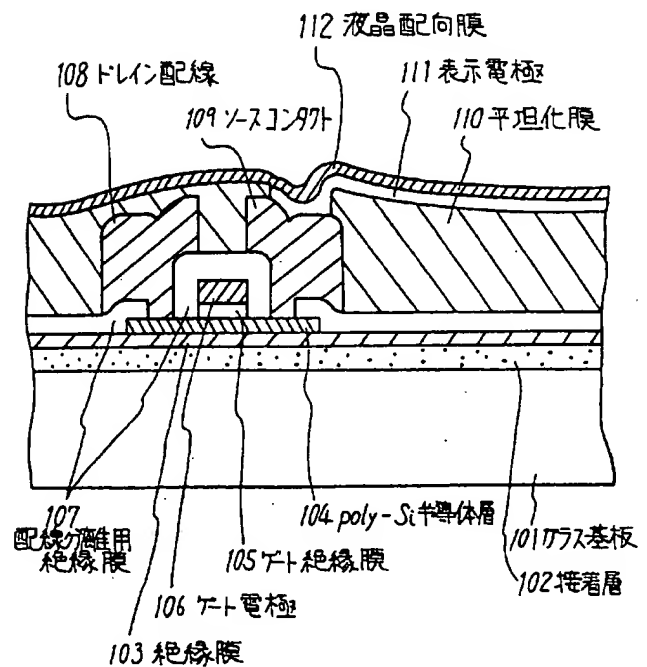 112 液晶配向膜
108 ドレイン配線
111 表示電極
109 ソースコンタクト
110 平坦化膜
107
配線分離用
絶縁膜
104 poly-Si半導体層
101 ガラス基板
105 ゲート絶縁膜
102 接着層
106 ゲート電極
103 絶縁膜